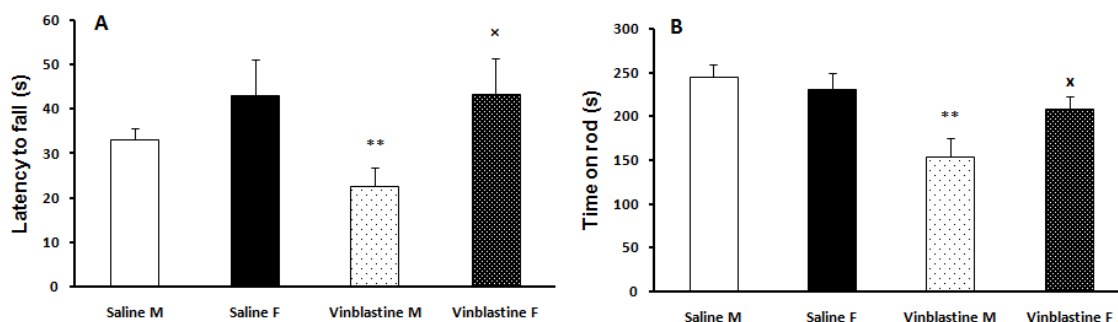 A
Latency to fall (s)
60
50
40
30
20
10
0
×
**
Saline M
Saline F
Vinblastine M
Vinblastine F
B
Time on rod (s)
300
250
200
150
100
50
0
x
**
Saline M
Saline F
Vinblastine M
Vinblastine F